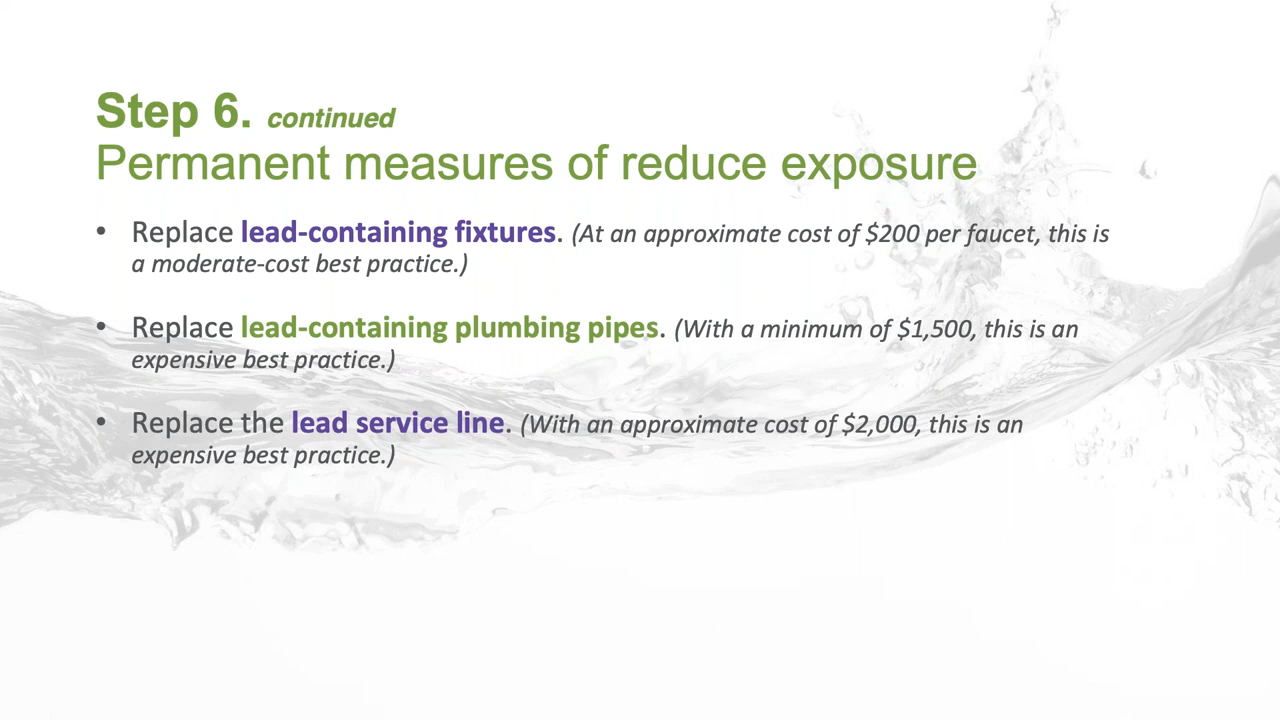 Step 6. continued
Permanent measures of reduce exposure
• Replace lead-containing fixtures. (At an approximate cost of $200 per faucet, this is
a moderate-cost best practice.)
• Replace lead-containing plumbing pipes. (With a minimum of $1,500, this is an
expensive best practice.)
• Replace the lead service line. (With an approximate cost of $2,000, this is an
expensive best practice.)